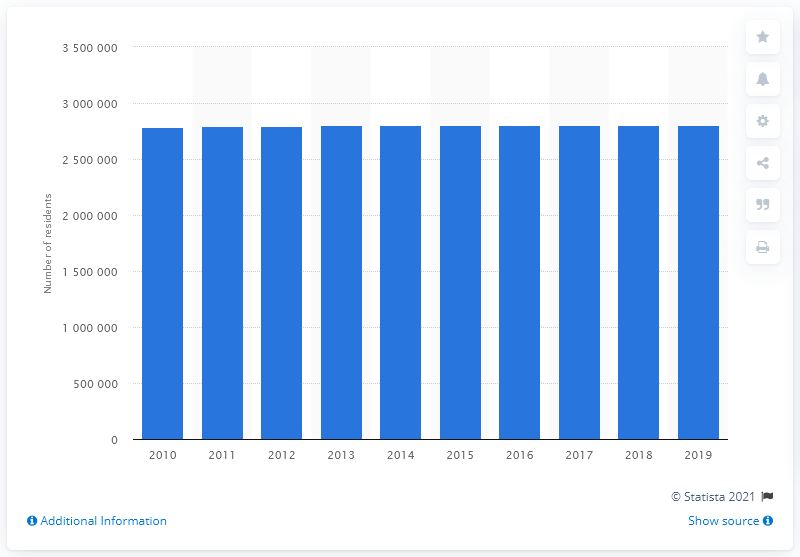 3 500 000
3 000 000
2 500 000
2 000 000
1 500 000
1 000 000
500 000
0
Number of residents
2010 2011 2012 2013 2014 2015 2016 2017 2018 2019
© Statista 2021
Additional Information
Show source